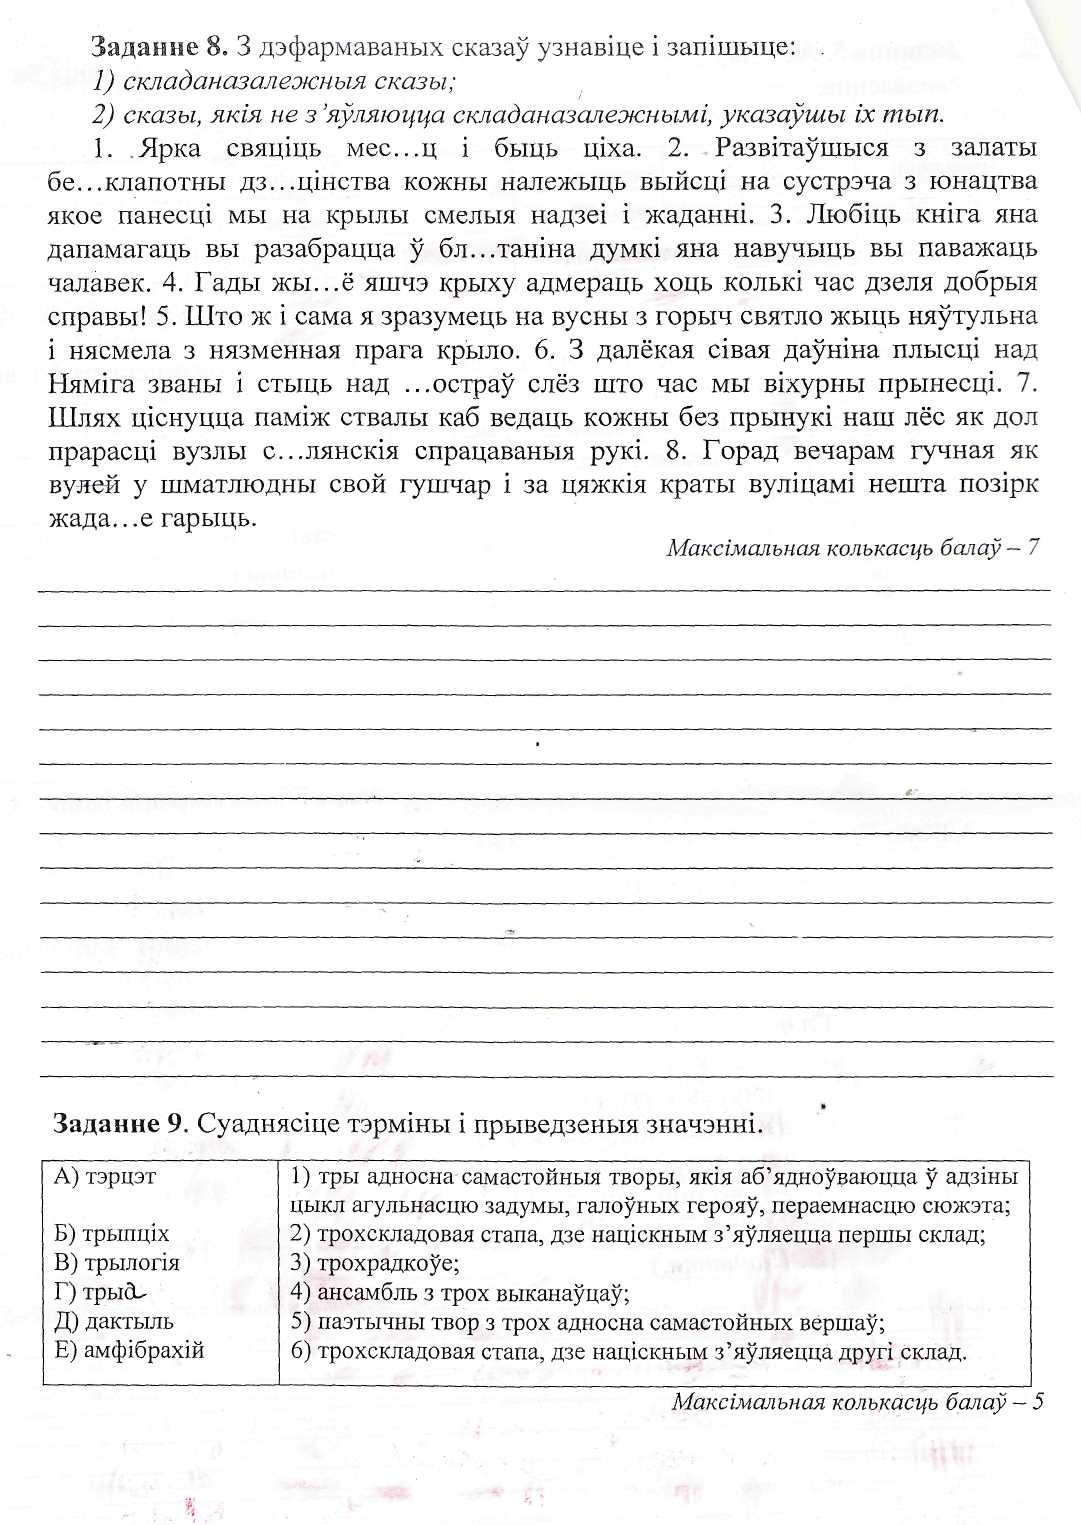 Заданне 8. З дэфармаваных сказаў узнавіце і запішыце:
1) складаназалежныя сказы;
2) сказы, якія не з’яўляюцца складаназалежнымі, указаўшы іх тып.
1. Ярка свяціць мес...ц і быць ціха. 2. Развітаўшыся з залаты
бе...клапотны дз...цінства кожны належыць выйсці на сустрэча з юнацтва
якое панесці мы на крылы смелыя надзеі і жаданні. 3. Любіць кніга яна
дапамагаць вы разабрацца ў бл...таніна думкі яна навучыць вы паважаць
чалавек. 4. Гады жы...ё яшчэ крыху адмераць хоць колькі час дзеля добрыя
справы! 5. Што ж і сама я зразумець на вусны з горыч святло жыць няўтульна
і нясмела з нязменная прага крыло. 6. З далёкая сівая даўніна плысці над
Няміга званы і стыць над ...остраў слёз што час мы віхурны прынесці. 7.
Шлях ціснуцца паміж ствалы каб ведаць кожны без прынукі наш лёс як дол
прарасці вузлы с...лянскія спрацаваныя рукі. 8. Горад вечарам гучная як
вулей у шматлюдны свой гушчар і за цяжкія краты вуліцамі нешта позірк
жада...е гарыць.
Максімальная колькасць балаў – 7
Заданне 9. Суаднясіце тэрміны і прыведзеныя значэнні.
А) тэрцэт
1) тры адносна самастойныя творы, якія аб’ядноўваюцца ў адзіны
цыкл агульнасцю задумы, галоўных герояў, пераемнасцю сюжэта;
Б) трыпціх
2) трохскладовая стапа, дзе націскным з’яўляецца першы склад;
В) трылогія
3) трохрадкоўе;
Г) трыо
4) ансамбль з трох выканаўцаў;
Д) дактыль
5) паэтычны твор з трох адносна самастойных вершаў;
Е) амфібрахій
6) трохскладовая стапа, дзе націскным з’яўляецца другі склад.
Максімальная колькасць балаў – 5